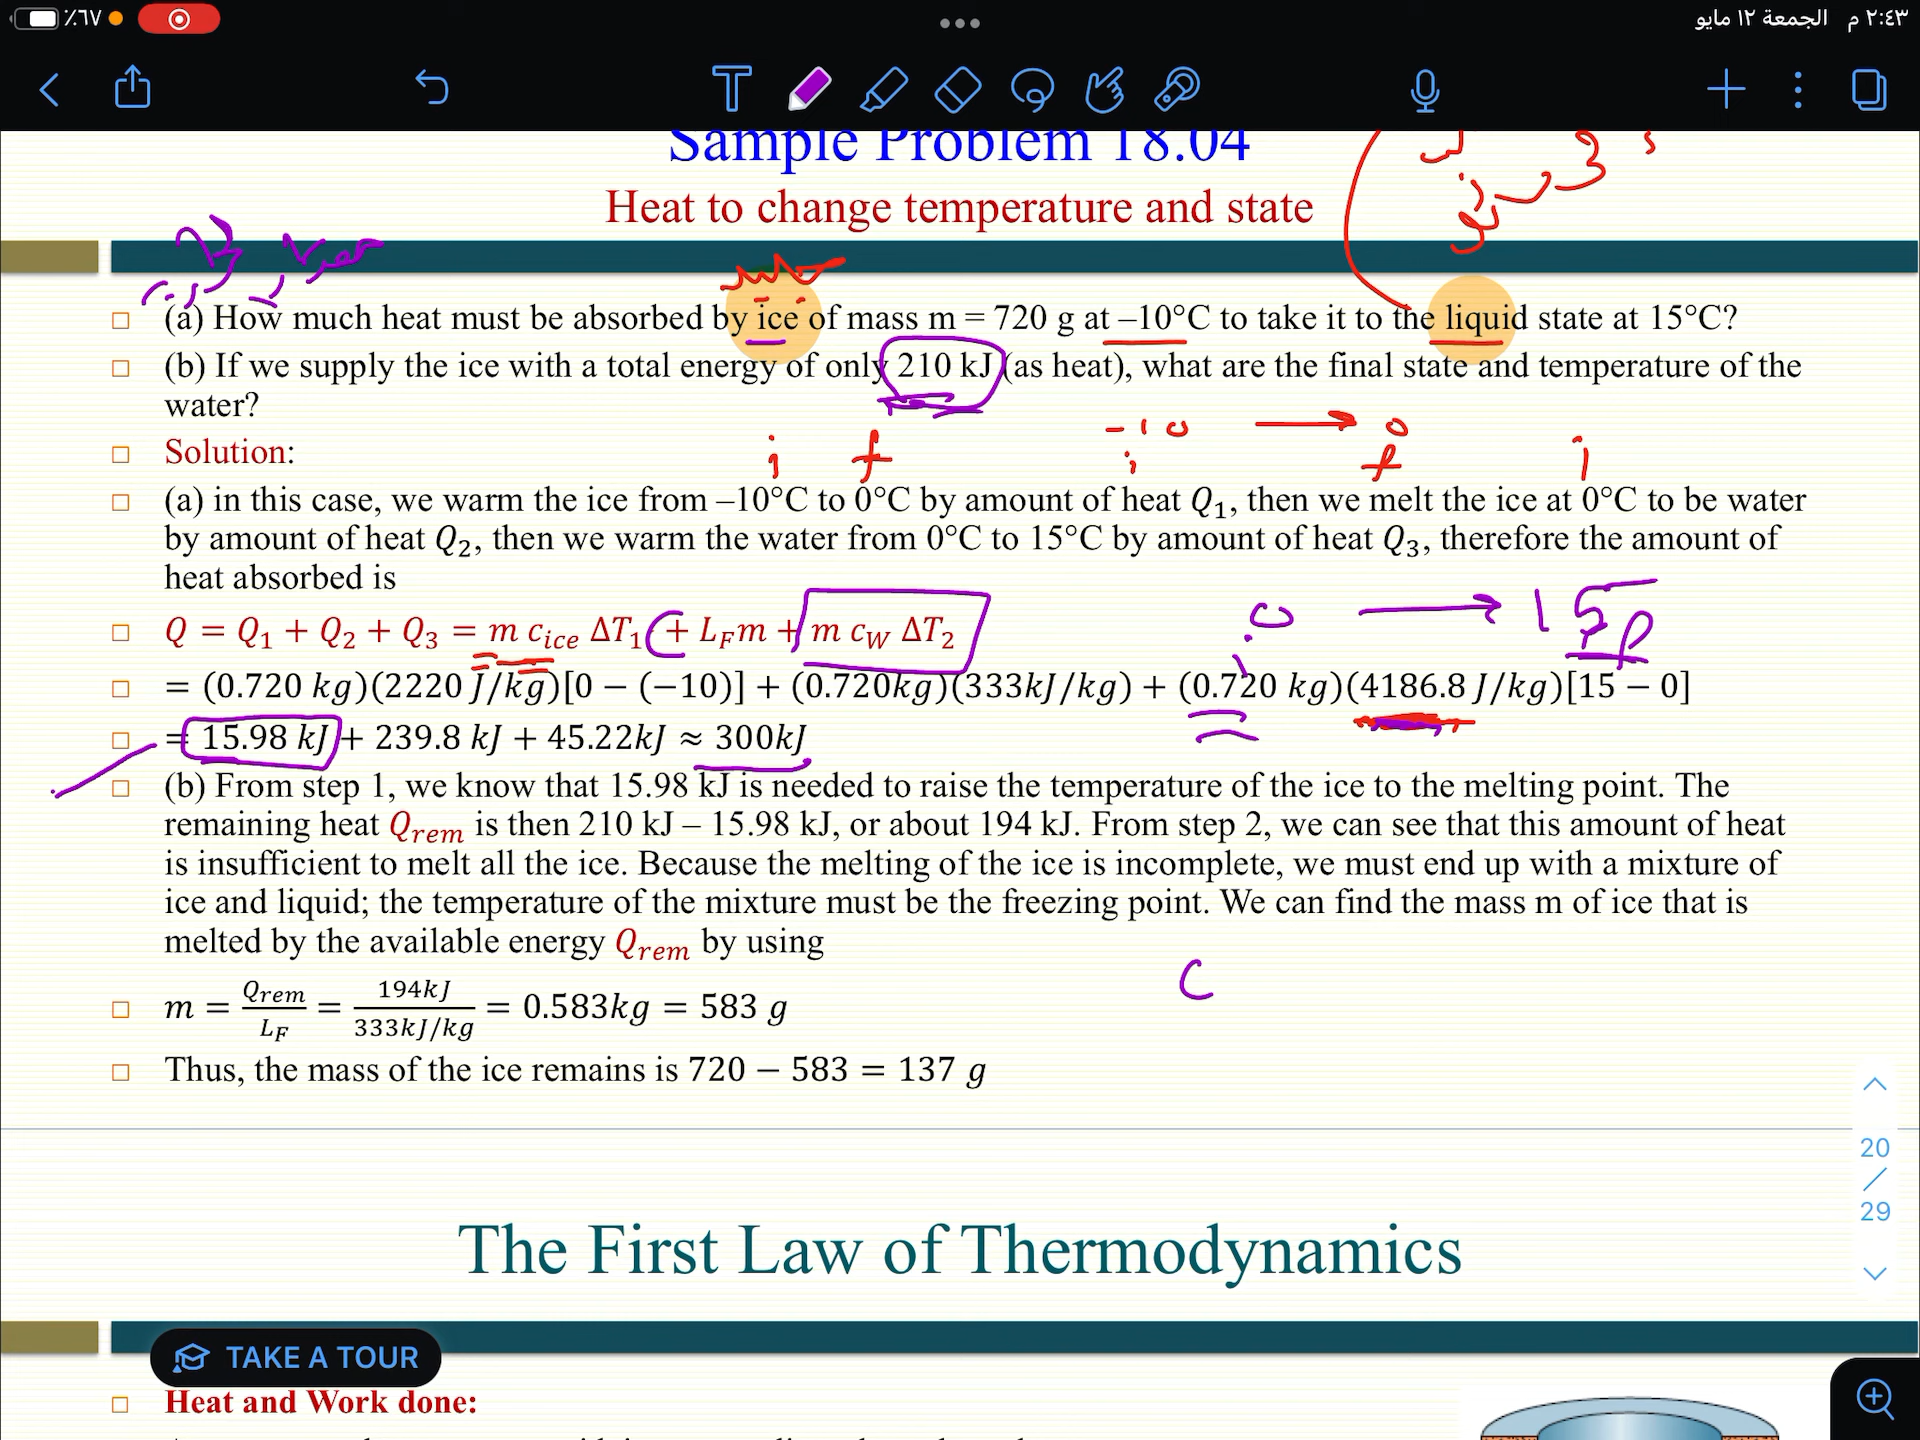 ٪٦٧
٢:٤٣ م الجمعة ١٢ مايو
Sample Problem 18.04
Heat to change temperature and state
(a) How much heat must be absorbed by ice of mass m = 720 g at –10°C to take it to the liquid state at 15°C?
(b) If we supply the ice with a total energy of only 210 kJ (as heat), what are the final state and temperature of the
water?
-10 → 0
Solution:
i f i f i
(a) in this case, we warm the ice from –10°C to 0°C by amount of heat Q₁, then we melt the ice at 0°C to be water
by amount of heat Q₂, then we warm the water from 0°C to 15°C by amount of heat Q₃, therefore the amount of
heat absorbed is
0 → 15
Q = Q₁ + Q₂ + Q₃ = m c_ice ΔT₁ + L_F m + m c_W ΔT₂
= (0.720 kg)(2220 J/kg)[0 − (−10)] + (0.720kg)(333kJ/kg) + (0.720 kg)(4186.8 J/kg)[15 − 0]
= 15.98 kJ + 239.8 kJ + 45.22kJ ≈ 300kJ
(b) From step 1, we know that 15.98 kJ is needed to raise the temperature of the ice to the melting point. The
remaining heat Q_rem is then 210 kJ – 15.98 kJ, or about 194 kJ. From step 2, we can see that this amount of heat
is insufficient to melt all the ice. Because the melting of the ice is incomplete, we must end up with a mixture of
ice and liquid; the temperature of the mixture must be the freezing point. We can find the mass m of ice that is
melted by the available energy Q_rem by using
m = Q_rem / L_F = 194kJ / 333kJ/kg = 0.583kg = 583 g
Thus, the mass of the ice remains is 720 − 583 = 137 g
20
/
29
The First Law of Thermodynamics
TAKE A TOUR
Heat and Work done: